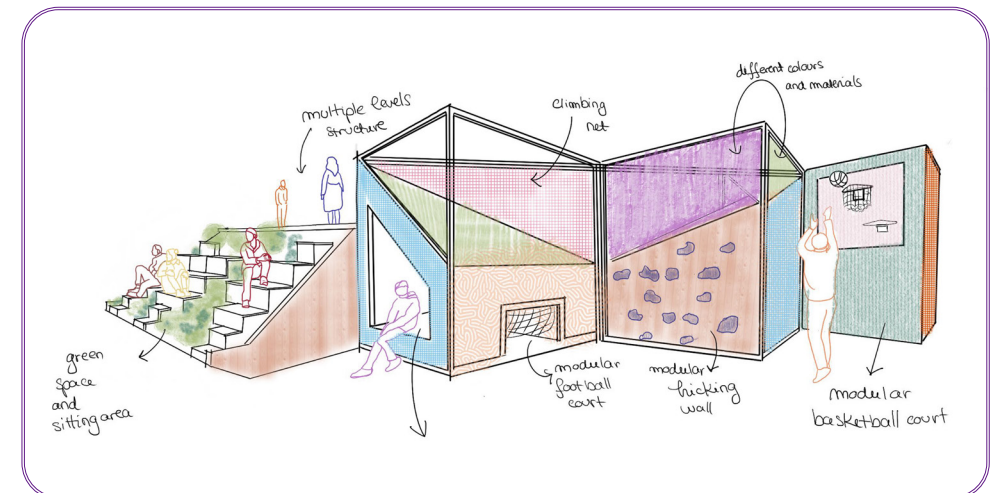 multiple levels
structure
climbing
net
different colours
and materials
green
space
and
sitting area
modular
football
court
modular
hicking
wall
modular
basketball court